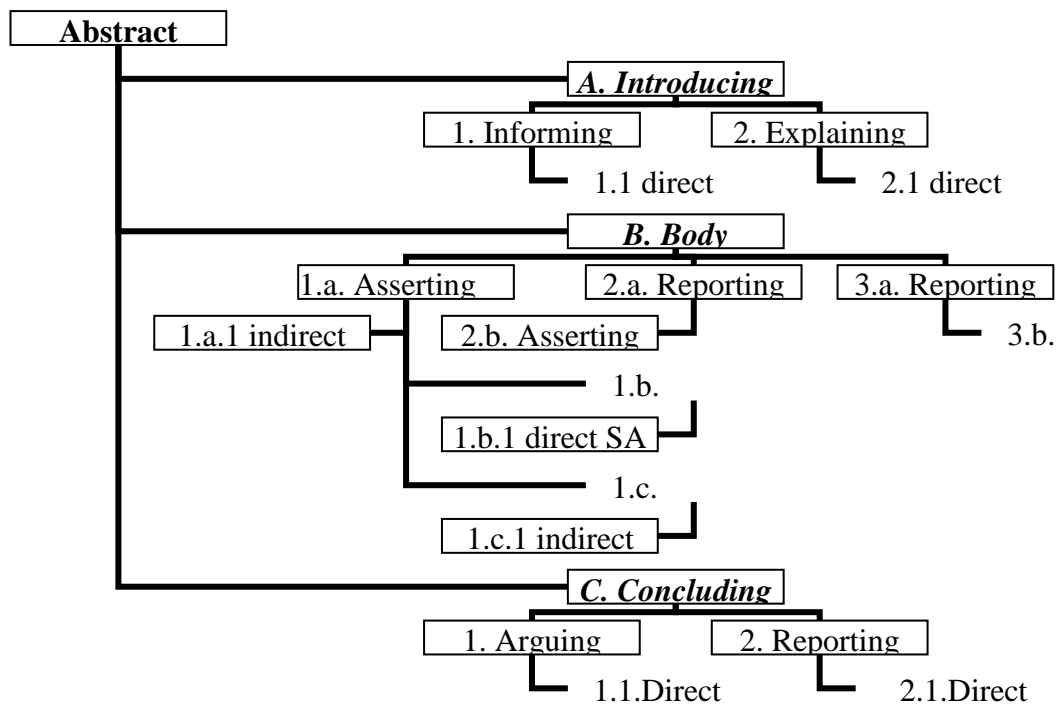 Abstract
A. Introducing
1. Informing
2. Explaining
1.1 direct
2.1 direct
B. Body
1.a. Asserting
2.a. Reporting
3.a. Reporting
1.a.1 indirect
2.b. Asserting
3.b.
1.b.
1.b.1 direct SA
1.c.
1.c.1 indirect
C. Concluding
1. Arguing
2. Reporting
1.1.Direct
2.1.Direct